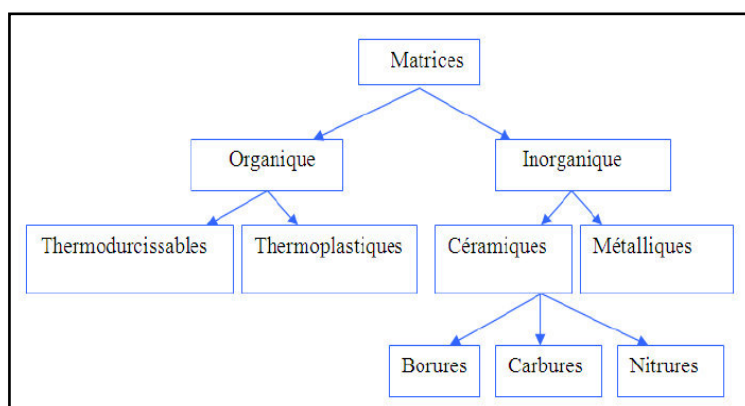 Matrices
Organique
Inorganique
Thermodurcissables
Thermoplastiques
Céramiques
Métalliques
Borures
Carbures
Nitrures